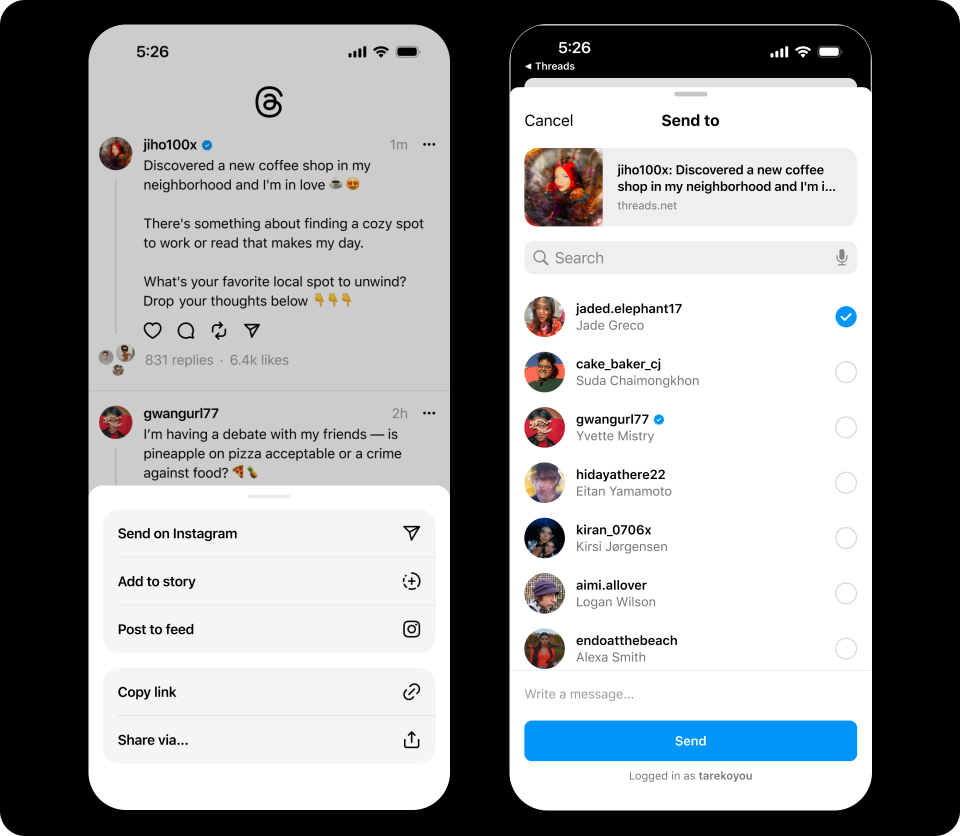 5:26
jiho100x
1m
Discovered a new coffee shop in my
neighborhood and I'm in love ☕😍
There's something about finding a cozy spot
to work or read that makes my day.
What's your favorite local spot to unwind?
Drop your thoughts below 👇👇👇
831 replies · 6.4k likes
gwangurl77
2h
I’m having a debate with my friends — is
pineapple on pizza acceptable or a crime
against food? 🍕🍍
Send on Instagram
Add to story
Post to feed
Copy link
Share via...
5:26
◀ Threads
Cancel
Send to
jiho100x: Discovered a new coffee
shop in my neighborhood and I'm i...
threads.net
Search
jaded.elephant17
Jade Greco
cake_baker_cj
Suda Chaimongkhon
gwangurl77
Yvette Mistry
hidayathere22
Eitan Yamamoto
kiran_0706x
Kirsi Jørgensen
aimi.allover
Logan Wilson
endoatthebeach
Alexa Smith
Write a message...
Send
Logged in as tarekoyou